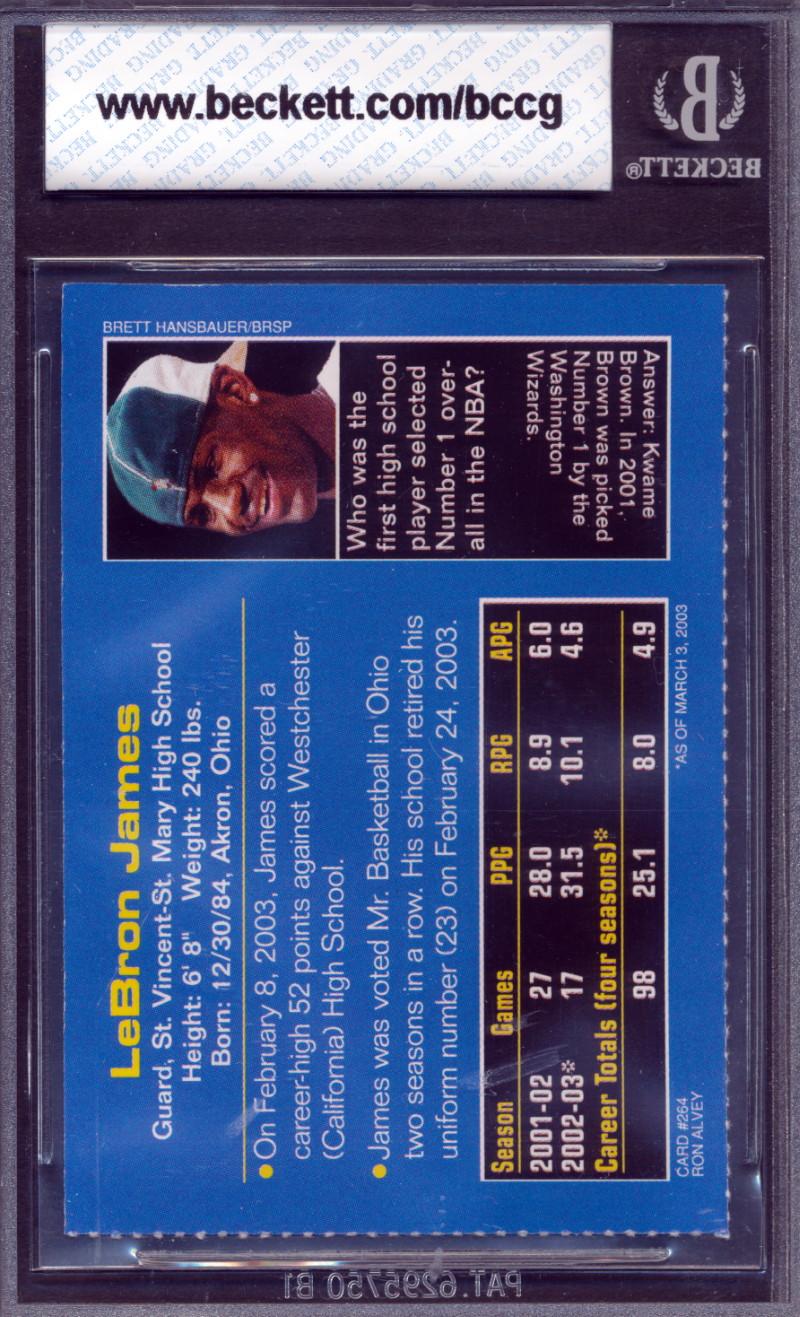 www.beckett.com/bccg
BECKETT®
BRETT HANSBAUER/BRSP
LeBron James
Guard, St. Vincent-St. Mary High School
Height: 6' 8" Weight: 240 lbs.
Born: 12/30/84, Akron, Ohio
• On February 8, 2003, James scored a
career-high 52 points against Westchester
(California) High School.
• James was voted Mr. Basketball in Ohio
two seasons in a row. His school retired his
uniform number (23) on February 24, 2003.
Season Games PPG RPG APG
2001-02 27 28.0 8.9 6.0
2002-03* 17 31.5 10.1 4.6
Career Totals (four seasons)*
98 25.1 8.0 4.9
CARD #264
RON ALVEY
*AS OF MARCH 3, 2003
Who was the
first high school
player selected
Number 1 over-
all in the NBA?
Answer: Kwame
Brown. In 2001,
Brown was picked
Number 1 by the
Washington
Wizards.
PAT. 6295750 B1